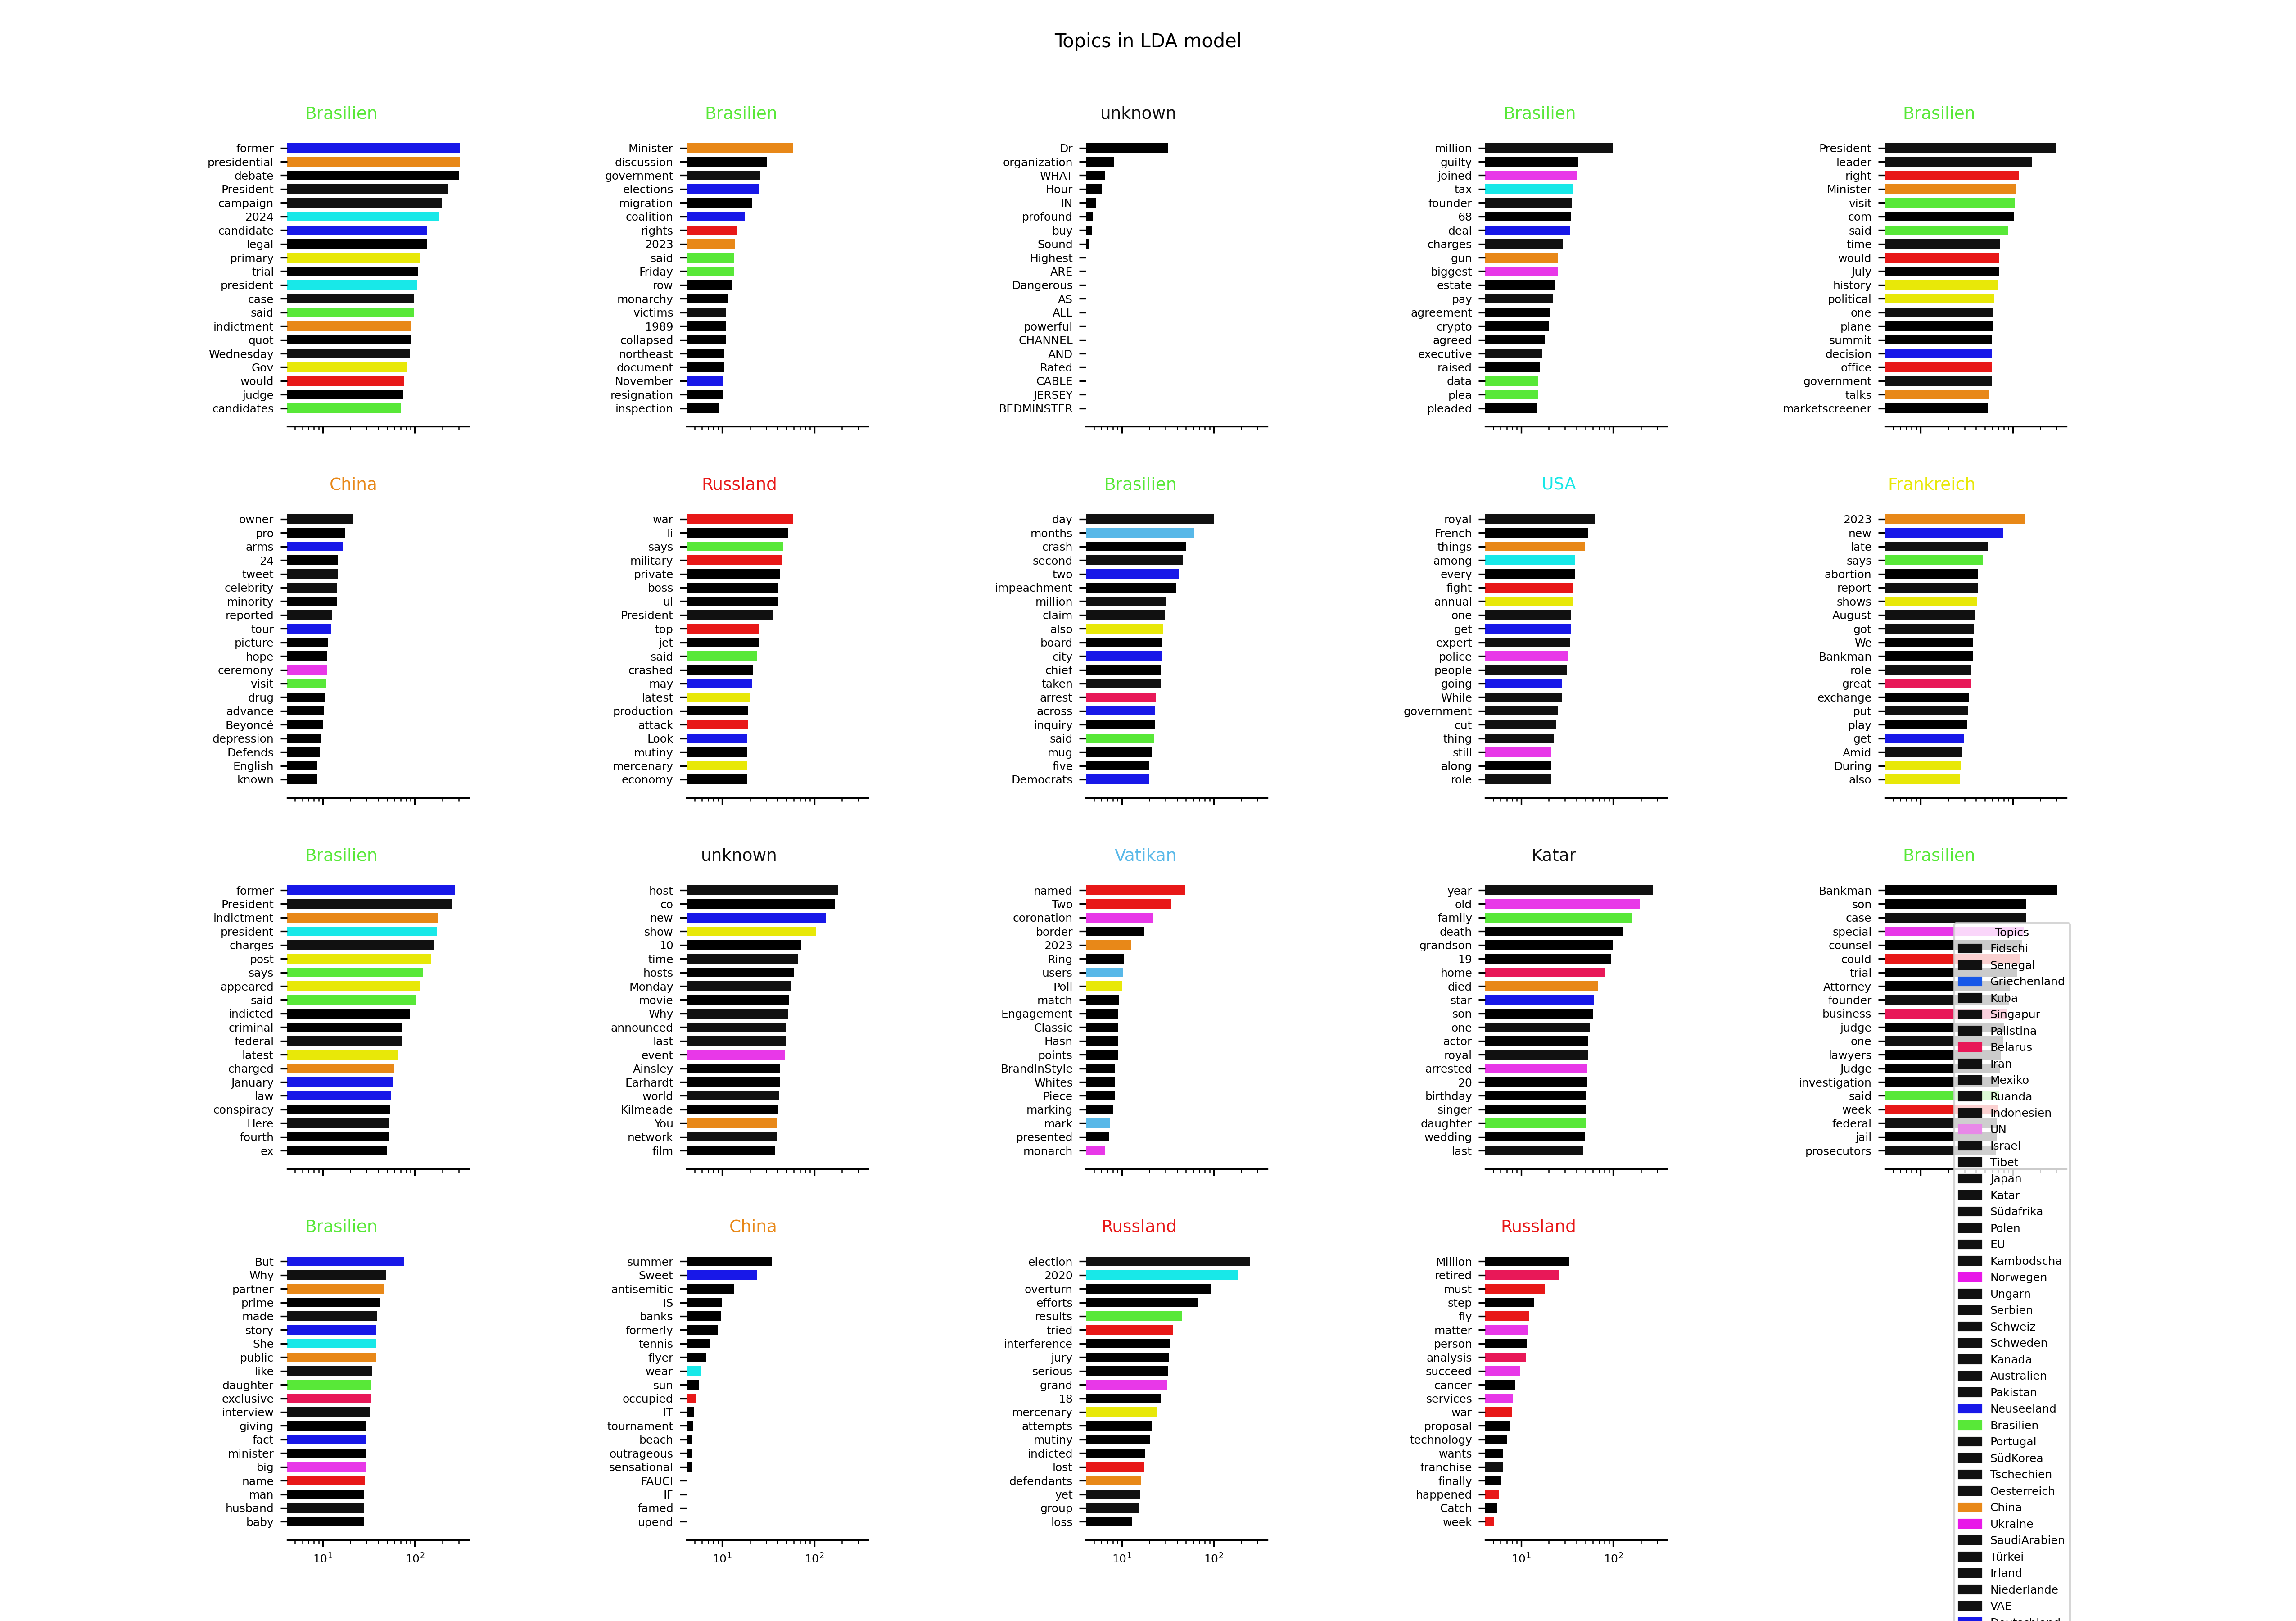 Topics in LDA model
Brasilien
former
presidential
debate
President
campaign
2024
candidate
legal
primary
trial
president
case
said
indictment
quot
Wednesday
Gov
would
judge
candidates
Brasilien
Minister
discussion
government
elections
migration
coalition
rights
2023
said
Friday
row
monarchy
victims
1989
collapsed
northeast
document
November
resignation
inspection
unknown
Dr
organization
WHAT
Hour
IN
profound
buy
Sound
Highest
ARE
Dangerous
AS
ALL
powerful
CHANNEL
AND
Rated
CABLE
JERSEY
BEDMINSTER
Brasilien
million
guilty
joined
tax
founder
68
deal
charges
gun
biggest
estate
pay
agreement
crypto
agreed
executive
raised
data
plea
pleaded
Brasilien
President
leader
right
Minister
visit
com
said
time
would
July
history
political
one
plane
summit
decision
office
government
talks
marketscreener
China
owner
pro
arms
24
tweet
celebrity
minority
reported
tour
picture
hope
ceremony
visit
drug
advance
Beyoncé
depression
Defends
English
known
Russland
war
li
says
military
private
boss
ul
President
top
jet
said
crashed
may
latest
production
attack
Look
mutiny
mercenary
economy
Brasilien
day
months
crash
second
two
impeachment
million
claim
also
board
city
chief
taken
arrest
across
inquiry
said
mug
five
Democrats
USA
royal
French
things
among
every
fight
annual
one
get
expert
police
people
going
While
government
cut
thing
still
along
role
Frankreich
2023
new
late
says
abortion
report
shows
August
got
We
Bankman
role
great
exchange
put
play
get
Amid
During
also
Brasilien
former
President
indictment
president
charges
post
says
appeared
said
indicted
criminal
federal
latest
charged
January
law
conspiracy
Here
fourth
ex
unknown
host
co
new
show
10
time
hosts
Monday
movie
Why
announced
last
event
Ainsley
Earhardt
world
Kilmeade
You
network
film
Vatikan
named
Two
coronation
border
2023
Ring
users
Poll
match
Engagement
Classic
Hasn
points
BrandInStyle
Whites
Piece
marking
mark
presented
monarch
Katar
year
old
family
death
grandson
19
home
died
star
son
one
actor
royal
arrested
20
birthday
singer
daughter
wedding
last
Brasilien
Bankman
son
case
special
counsel
could
trial
Attorney
founder
business
judge
one
lawyers
Judge
investigation
said
week
federal
jail
prosecutors
Brasilien
But
Why
partner
prime
made
story
She
public
like
daughter
exclusive
interview
giving
fact
minister
big
name
man
husband
baby
10¹ 10²
China
summer
Sweet
antisemitic
IS
banks
formerly
tennis
flyer
wear
sun
occupied
IT
tournament
beach
outrageous
sensational
FAUCI
IF
famed
upend
10¹ 10²
Russland
election
2020
overturn
efforts
results
tried
interference
jury
serious
grand
18
mercenary
attempts
mutiny
indicted
lost
defendants
yet
group
loss
10¹ 10²
Russland
Million
retired
must
step
fly
matter
person
analysis
succeed
cancer
services
war
proposal
technology
wants
franchise
finally
happened
Catch
week
10¹ 10²
Topics
Fidschi
Senegal
Griechenland
Kuba
Singapur
Palistina
Belarus
Iran
Mexiko
Ruanda
Indonesien
UN
Israel
Tibet
Japan
Katar
Südafrika
Polen
EU
Kambodscha
Norwegen
Ungarn
Serbien
Schweiz
Schweden
Kanada
Australien
Pakistan
Neuseeland
Brasilien
Portugal
SüdKorea
Tschechien
Oesterreich
China
Ukraine
SaudiArabien
Türkei
Irland
Niederlande
VAE
Deutschland